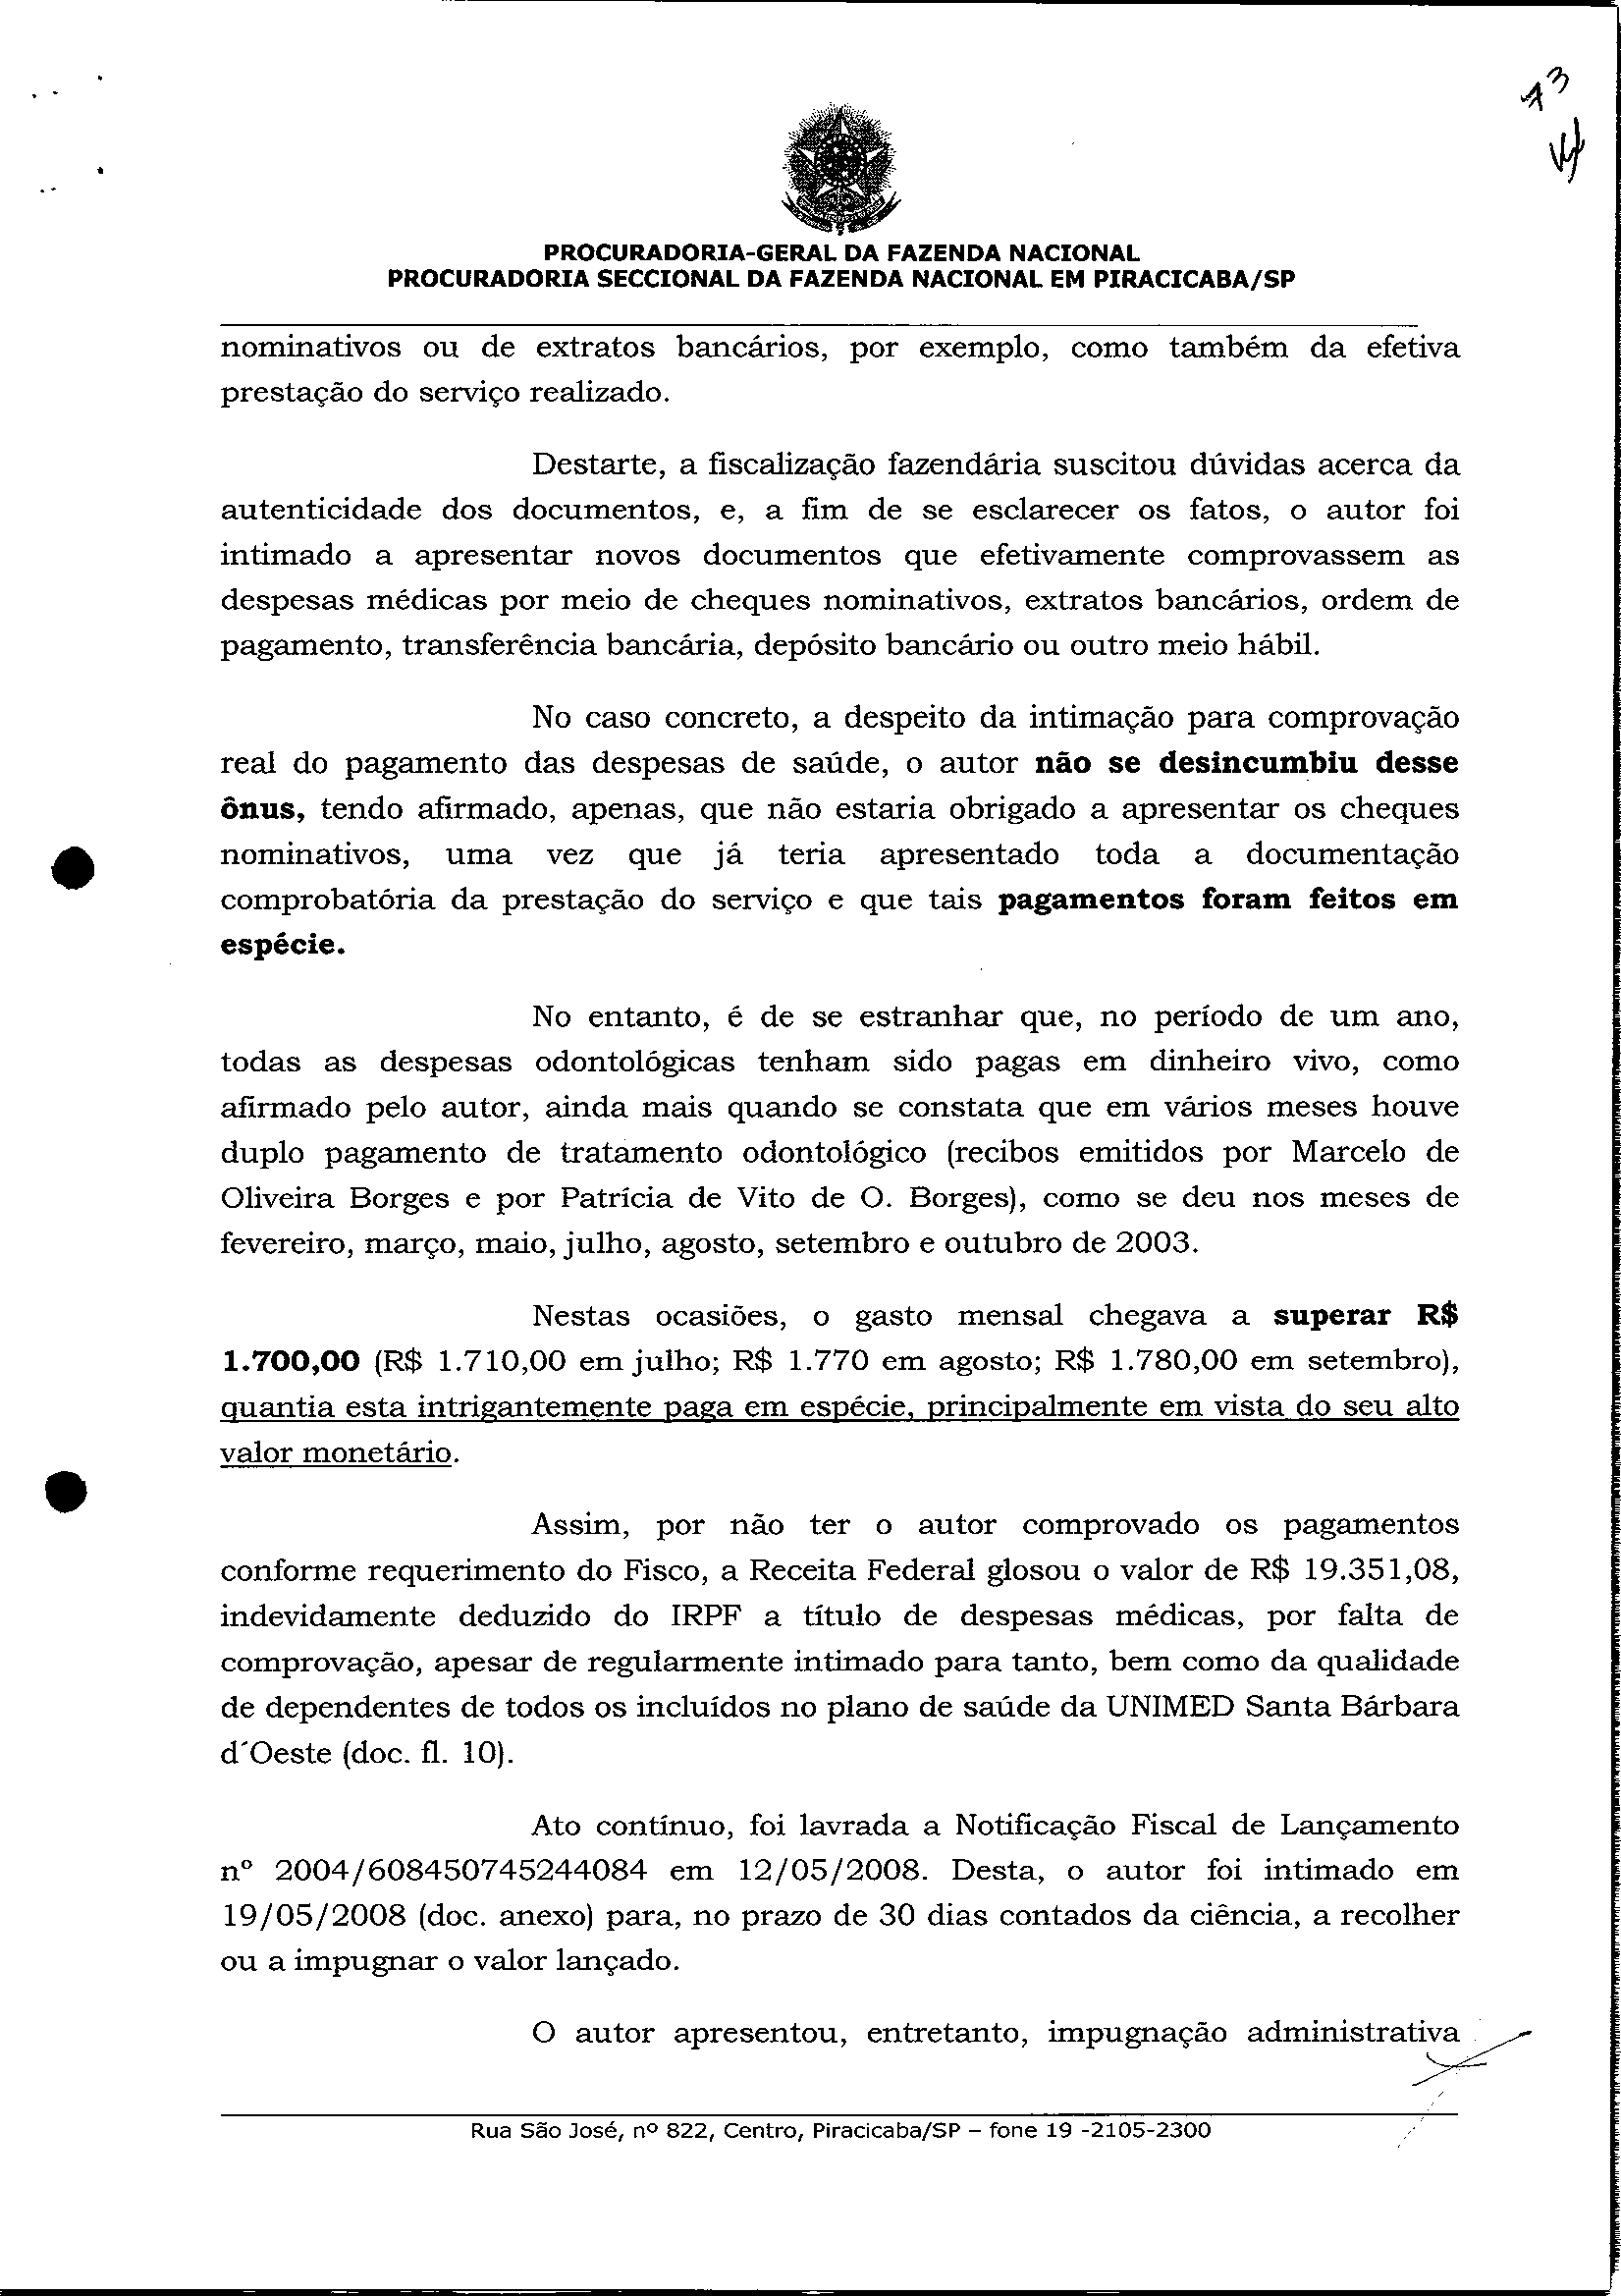 73
PROCURADORIA-GERAL DA FAZENDA NACIONAL
PROCURADORIA SECCIONAL DA FAZENDA NACIONAL EM PIRACICABA/SP
nominativos ou de extratos bancários, por exemplo, como também da efetiva
prestação do serviço realizado.
Destarte, a fiscalização fazendária suscitou dúvidas acerca da
autenticidade dos documentos, e, a fim de se esclarecer os fatos, o autor foi
intimado a apresentar novos documentos que efetivamente comprovassem as
despesas médicas por meio de cheques nominativos, extratos bancários, ordem de
pagamento, transferência bancária, depósito bancário ou outro meio hábil.
No caso concreto, a despeito da intimação para comprovação
real do pagamento das despesas de saúde, o autor não se desincumbiu desse
ônus, tendo afirmado, apenas, que não estaria obrigado a apresentar os cheques
nominativos, uma vez que já teria apresentado toda a documentação
comprobatória da prestação do serviço e que tais pagamentos foram feitos em
espécie.
No entanto, é de se estranhar que, no período de um ano,
todas as despesas odontológicas tenham sido pagas em dinheiro vivo, como
afirmado pelo autor, ainda mais quando se constata que em vários meses houve
duplo pagamento de tratamento odontológico (recibos emitidos por Marcelo de
Oliveira Borges e por Patrícia de Vito de O. Borges), como se deu nos meses de
fevereiro, março, maio, julho, agosto, setembro e outubro de 2003.
Nestas ocasiões, o gasto mensal chegava a superar R$
1.700,00 (R$ 1.710,00 em julho; R$ 1.770 em agosto; R$ 1.780,00 em setembro),
quantia esta intrigantemente paga em espécie, principalmente em vista do seu alto
valor monetário.
Assim, por não ter o autor comprovado os pagamentos
conforme requerimento do Fisco, a Receita Federal glosou o valor de R$ 19.351,08,
indevidamente deduzido do IRPF a título de despesas médicas, por falta de
comprovação, apesar de regularmente intimado para tanto, bem como da qualidade
de dependentes de todos os incluídos no plano de saúde da UNIMED Santa Bárbara
d´Oeste (doc. fl. 10).
Ato contínuo, foi lavrada a Notificação Fiscal de Lançamento
nº 2004/608450745244084 em 12/05/2008. Desta, o autor foi intimado em
19/05/2008 (doc. anexo) para, no prazo de 30 dias contados da ciência, a recolher
ou a impugnar o valor lançado.
O autor apresentou, entretanto, impugnação administrativa
Rua São José, nº 822, Centro, Piracicaba/SP – fone 19 -2105-2300